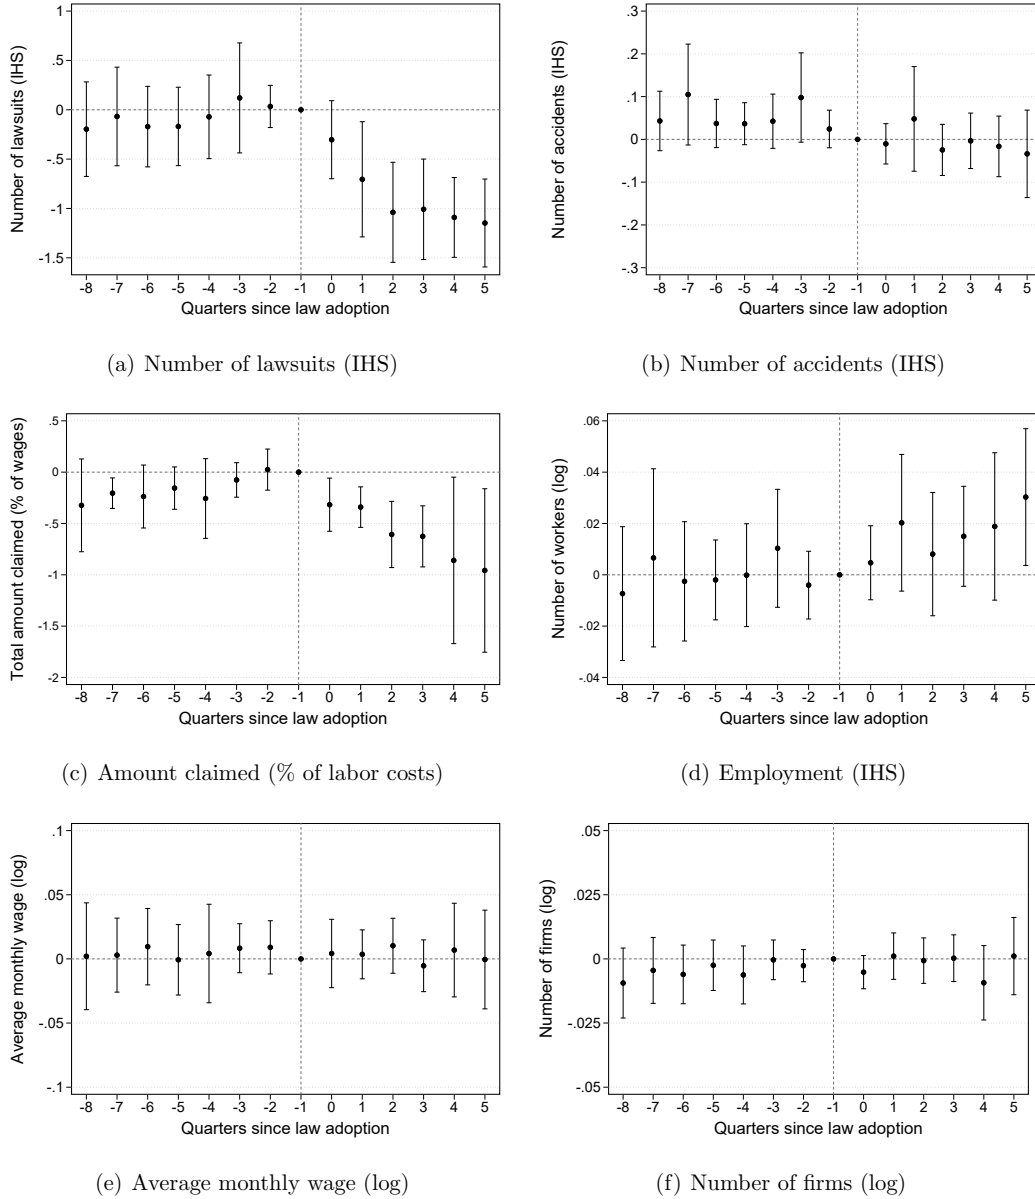 Number of lawsuits (IHS)
1
.5
0
-.5
-1
-1.5
-8 -7 -6 -5 -4 -3 -2 -1 0 1 2 3 4 5
Quarters since law adoption
(a) Number of lawsuits (IHS)
Number of accidents (IHS)
.3
.2
.1
0
-.1
-.2
-.3
-8 -7 -6 -5 -4 -3 -2 -1 0 1 2 3 4 5
Quarters since law adoption
(b) Number of accidents (IHS)
Total amount claimed (% of wages)
.5
0
-.5
-1
-1.5
-2
-8 -7 -6 -5 -4 -3 -2 -1 0 1 2 3 4 5
Quarters since law adoption
(c) Amount claimed (% of labor costs)
Number of workers (log)
.06
.04
.02
0
-.02
-.04
-8 -7 -6 -5 -4 -3 -2 -1 0 1 2 3 4 5
Quarters since law adoption
(d) Employment (IHS)
Average monthly wage (log)
.1
.05
0
-.05
-.1
-8 -7 -6 -5 -4 -3 -2 -1 0 1 2 3 4 5
Quarters since law adoption
(e) Average monthly wage (log)
Number of firms (log)
.05
.025
0
-.025
-.05
-8 -7 -6 -5 -4 -3 -2 -1 0 1 2 3 4 5
Quarters since law adoption
(f) Number of firms (log)